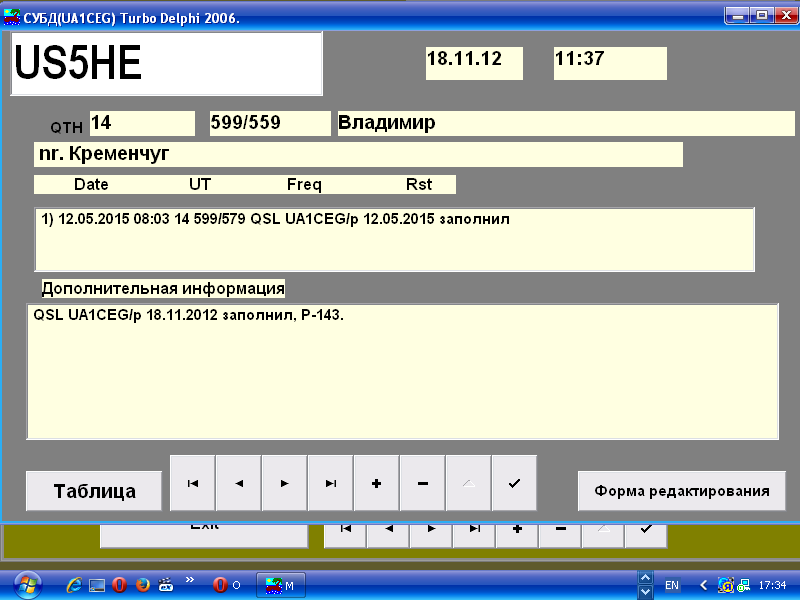 СУБД(UA1CEG) Turbo Delphi 2006.
US5HE
18.11.12 11:37
QTH 14 599/559 Владимир
nr. Кременчуг
Date UT Freq Rst
1) 12.05.2015 08:03 14 599/579 QSL UA1CEG/p 12.05.2015 заполнил
Дополнительная информация
QSL UA1CEG/p 18.11.2012 заполнил, Р-143.
Таблица
Форма редактирования
Exit
O M EN 17:34